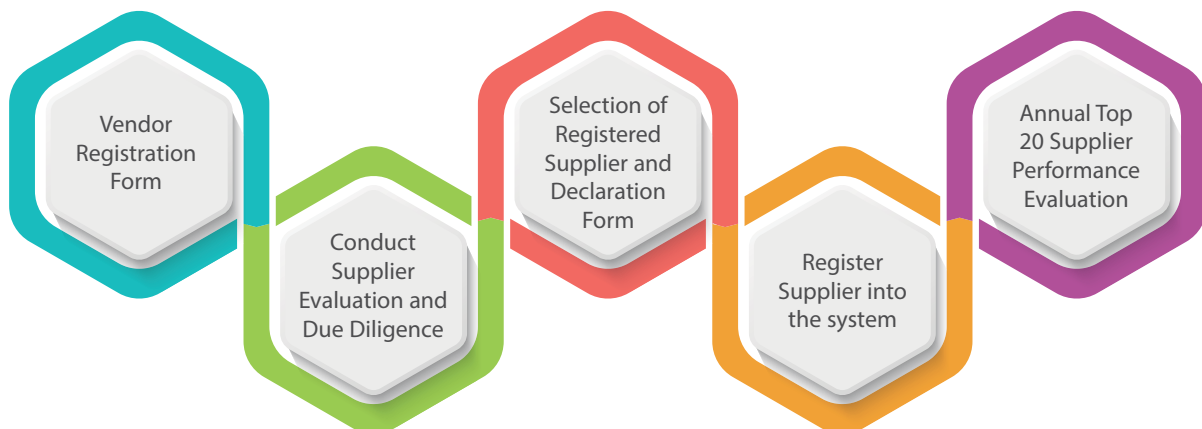 Vendor
Registration
Form
Conduct
Supplier
Evaluation and
Due Diligence
Selection of
Registered
Supplier and
Declaration
Form
Register
Supplier into
the system
Annual Top
20 Supplier
Performance
Evaluation